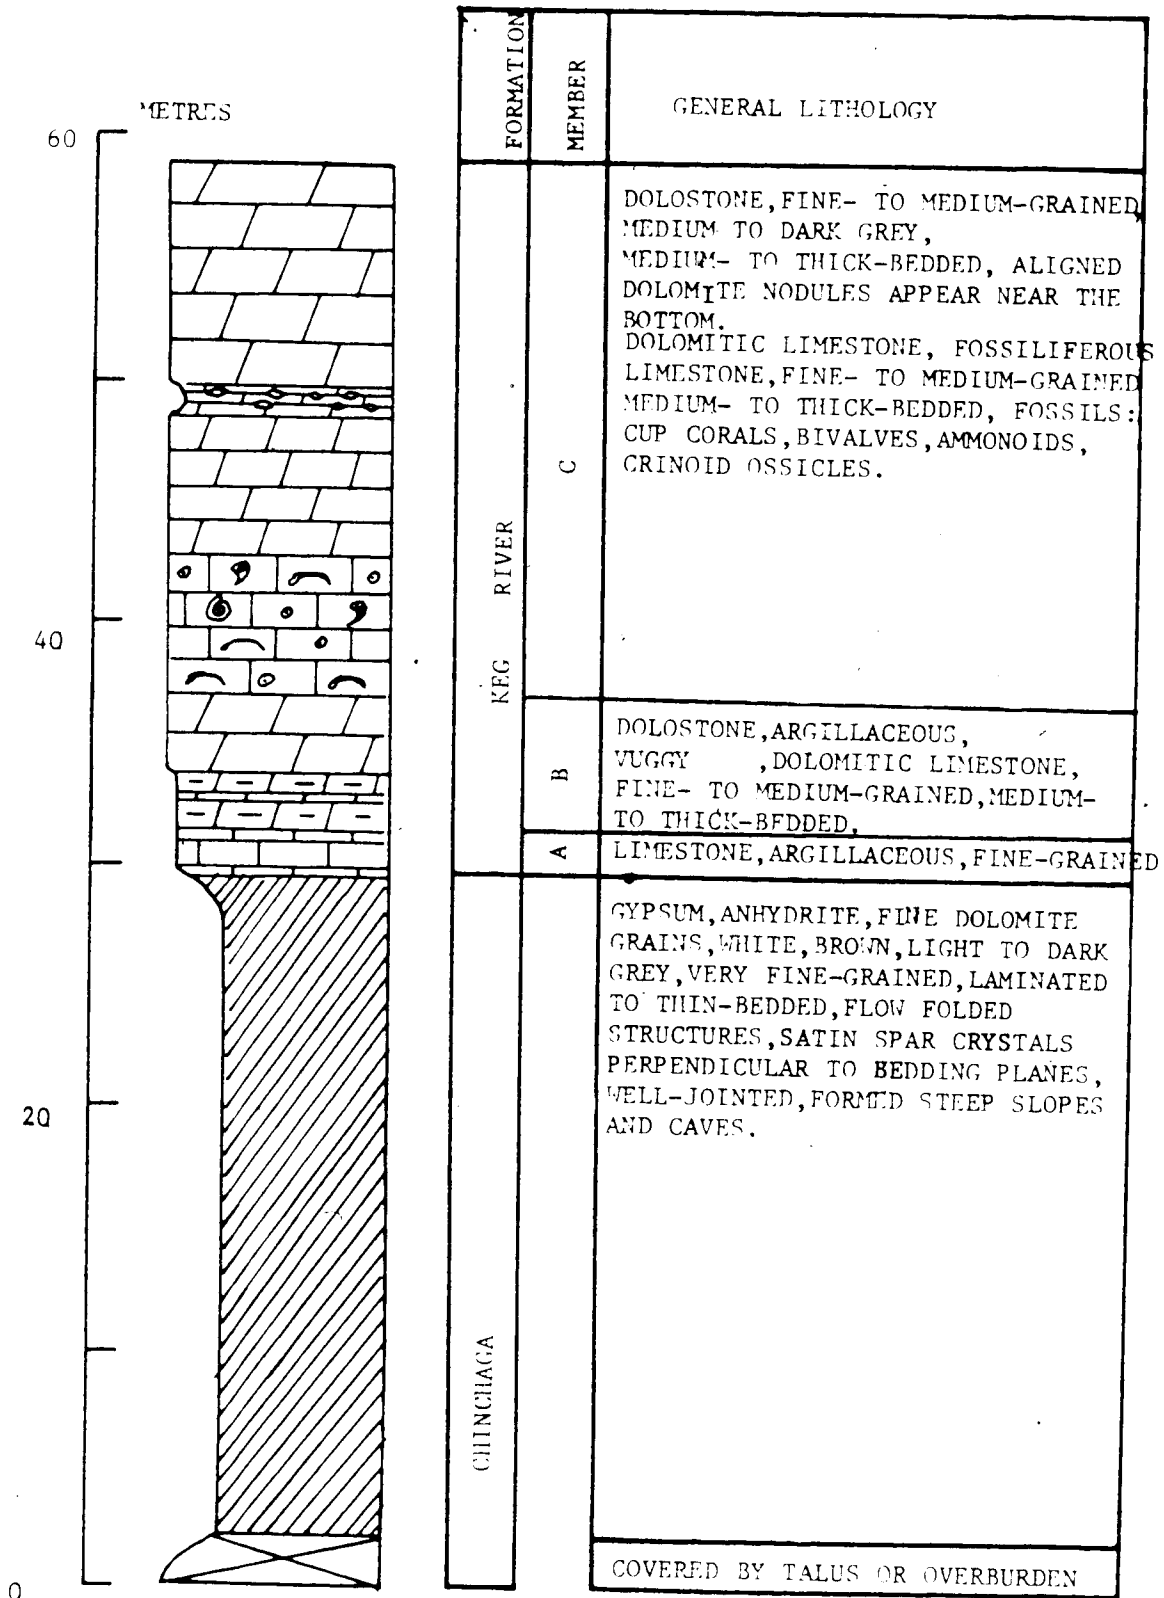 METRES
60
40
20
0
FORMATION
MEMBER
GENERAL LITHOLOGY
KEG RIVER
C
DOLOSTONE, FINE- TO MEDIUM-GRAINED
MEDIUM TO DARK GREY,
MEDIUM- TO THICK-BEDDED, ALIGNED
DOLOMITE NODULES APPEAR NEAR THE
BOTTOM.
DOLOMITIC LIMESTONE, FOSSILIFEROUS
LIMESTONE, FINE- TO MEDIUM-GRAINED
MEDIUM- TO THICK-BEDDED, FOSSILS:
CUP CORALS, BIVALVES, AMMONOIDS,
CRINOID OSSICLES.
B
DOLOSTONE, ARGILLACEOUS,
VUGGY , DOLOMITIC LIMESTONE,
FINE- TO MEDIUM-GRAINED, MEDIUM-
TO THICK-BEDDED.
A
LIMESTONE, ARGILLACEOUS, FINE-GRAINED
CHINCHAGA
GYPSUM, ANHYDRITE, FINE DOLOMITE
GRAINS, WHITE, BROWN, LIGHT TO DARK
GREY, VERY FINE-GRAINED, LAMINATED
TO THIN-BEDDED, FLOW FOLDED
STRUCTURES, SATIN SPAR CRYSTALS
PERPENDICULAR TO BEDDING PLANES,
WELL-JOINTED, FORMED STEEP SLOPES
AND CAVES.
COVERED BY TALUS OR OVERBURDEN